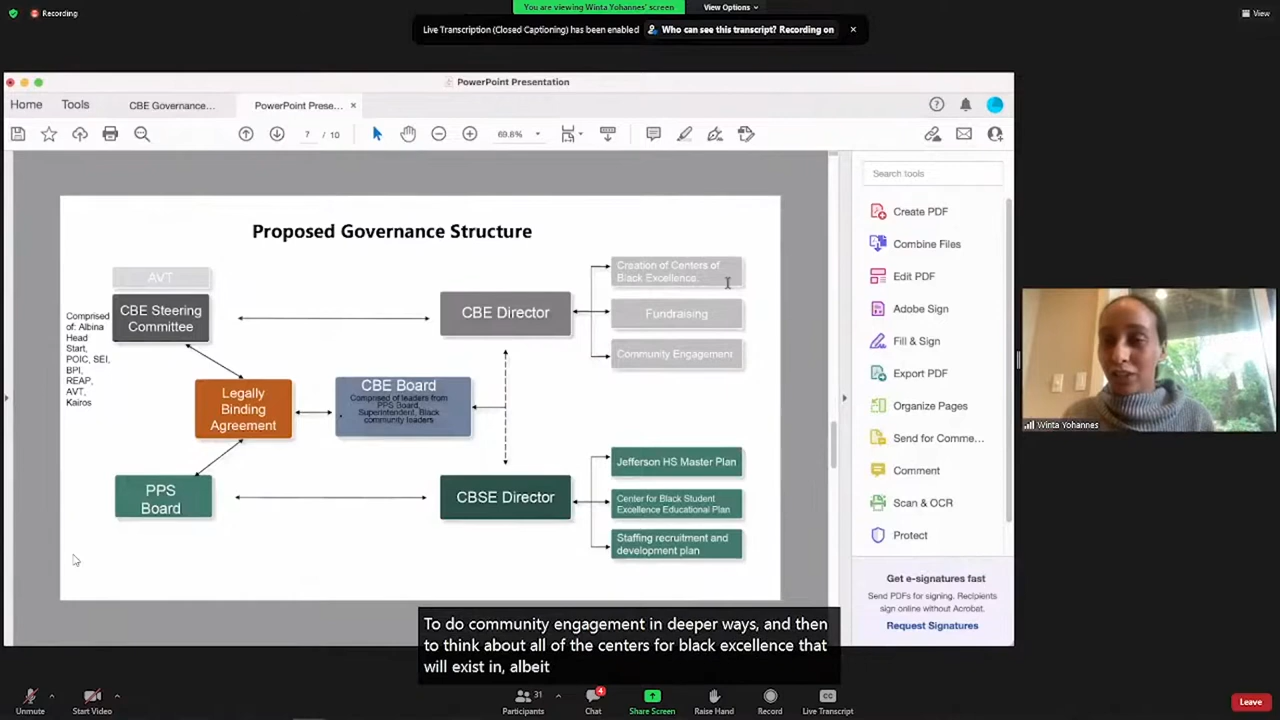 Recording
You are viewing Winta Yohannes' screen
View Options
View
Live Transcription (Closed Captioning) has been enabled
Who can see this transcript? Recording on
PowerPoint Presentation
Home
Tools
CBE Governance...
PowerPoint Prese...
7 / 10
69.8%
Search tools
Create PDF
Combine Files
Edit PDF
Adobe Sign
Fill & Sign
Export PDF
Organize Pages
Send for Comme...
Comment
Scan & OCR
Protect
Get e-signatures fast
Send PDFs for signing. Recipients
sign online without Acrobat.
Request Signatures
Proposed Governance Structure
AVT
CBE Steering
Committee
Comprised
of: Albina
Head
Start,
POIC, SEI,
BPI,
REAP,
AVT,
Kairos
Legally
Binding
Agreement
PPS
Board
CBE Board
Comprised of leaders from
PPS Board,
Superintendent, Black
community leaders
CBE Director
Creation of Centers of
Black Excellence.
Fundraising
Community Engagement
CBSE Director
Jefferson HS Master Plan
Center for Black Student
Excellence Educational Plan
Staffing recruitment and
development plan
Winta Yohannes
To do community engagement in deeper ways, and then
to think about all of the centers for black excellence that
will exist in, albeit
Unmute
Start Video
Participants
31
Chat
4
Share Screen
Raise Hand
Record
Live Transcript
Leave